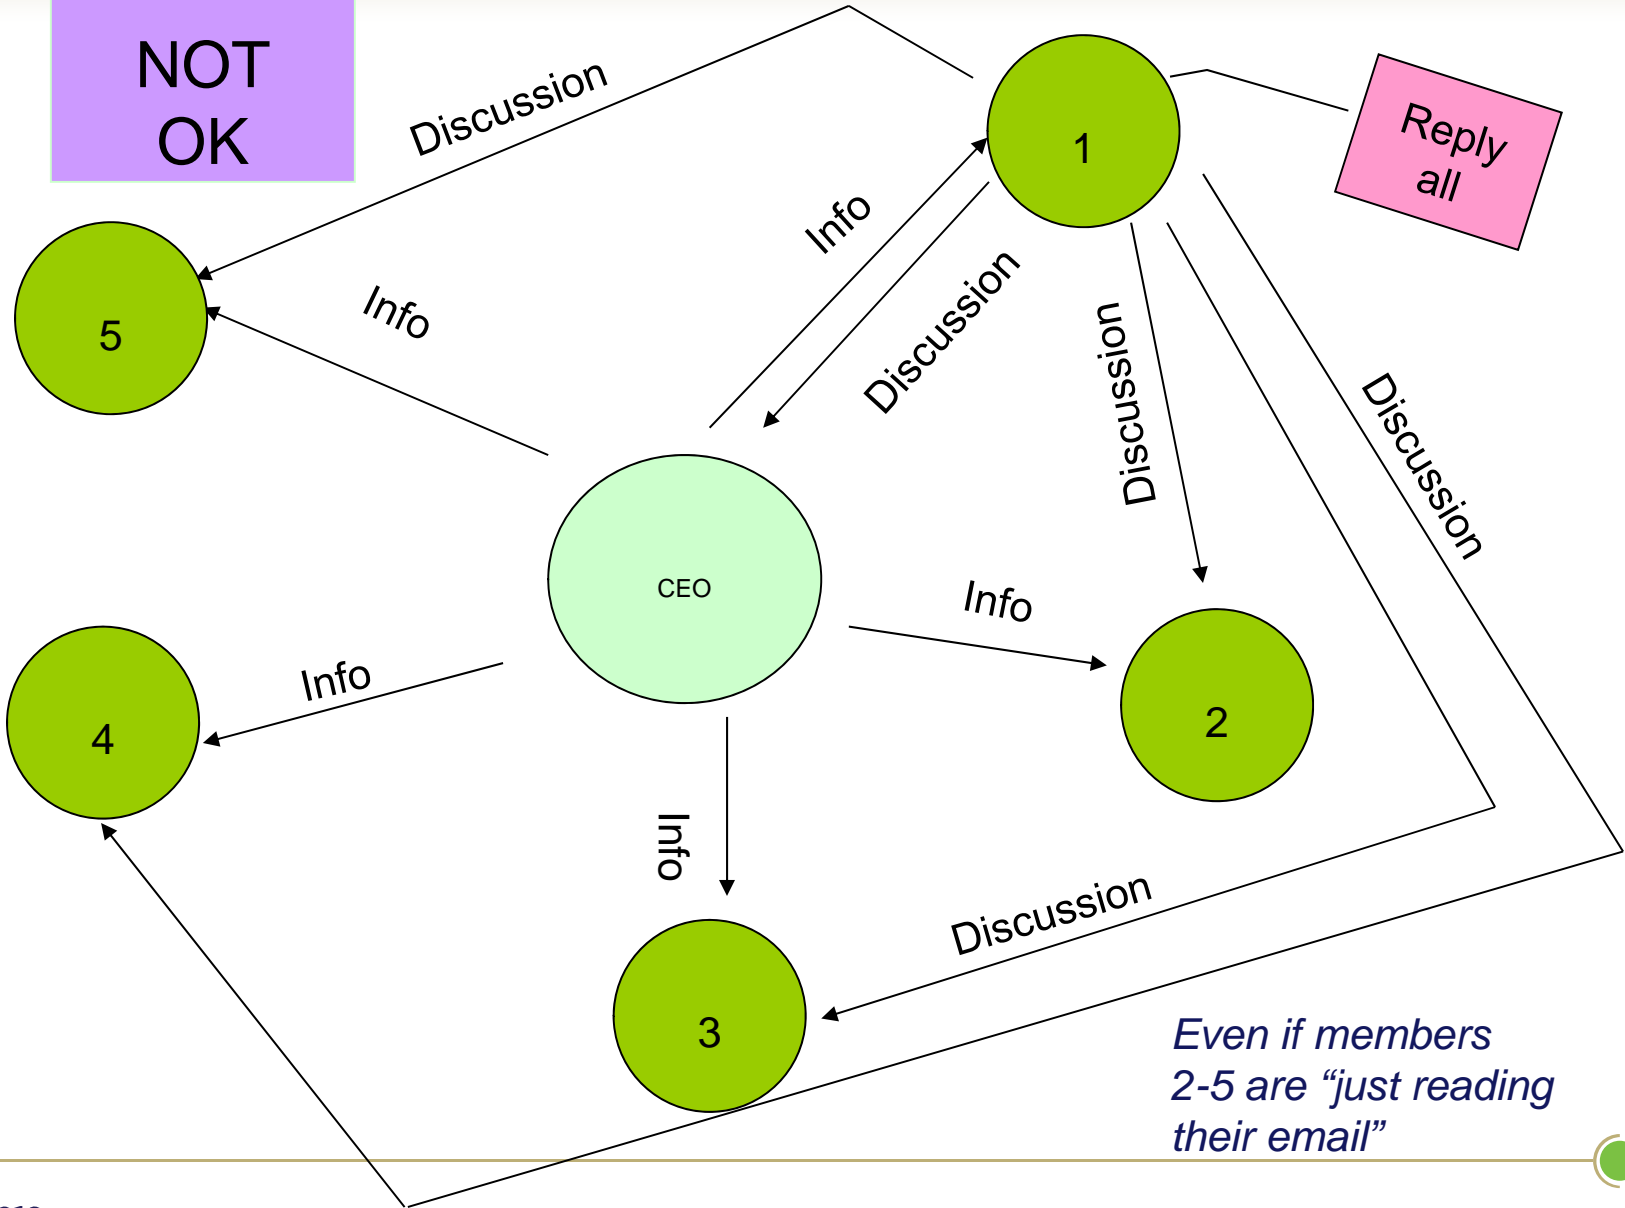 NOT
OK
Discussion
1
Reply
all
Info
Discussion
5
Info
Discussion
Discussion
CEO
Info
2
Info
4
Info
Discussion
3
Even if members
2-5 are “just reading
their email”